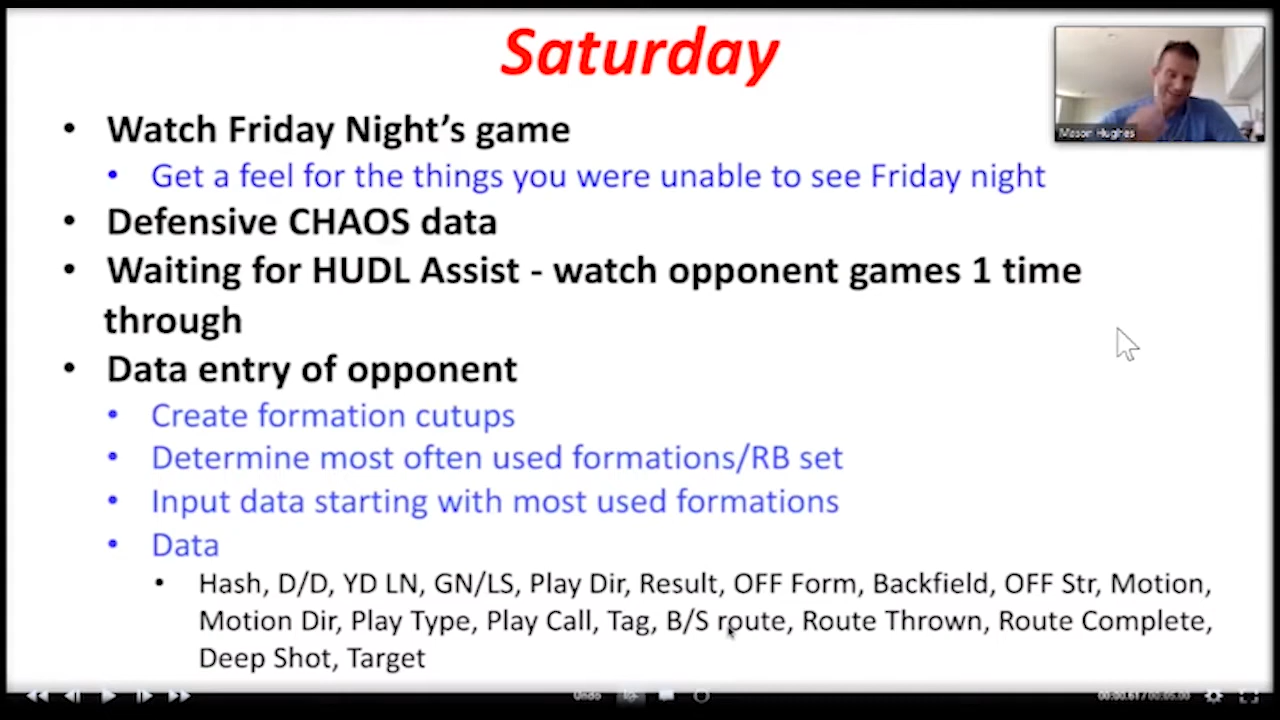 Saturday
Mason Hughes
• Watch Friday Night's game
• Get a feel for the things you were unable to see Friday night
• Defensive CHAOS data
• Waiting for HUDL Assist - watch opponent games 1 time
through
• Data entry of opponent
• Create formation cutups
• Determine most often used formations/RB set
• Input data starting with most used formations
• Data
• Hash, D/D, YD LN, GN/LS, Play Dir, Result, OFF Form, Backfield, OFF Str, Motion,
Motion Dir, Play Type, Play Call, Tag, B/S route, Route Thrown, Route Complete,
Deep Shot, Target
Undo